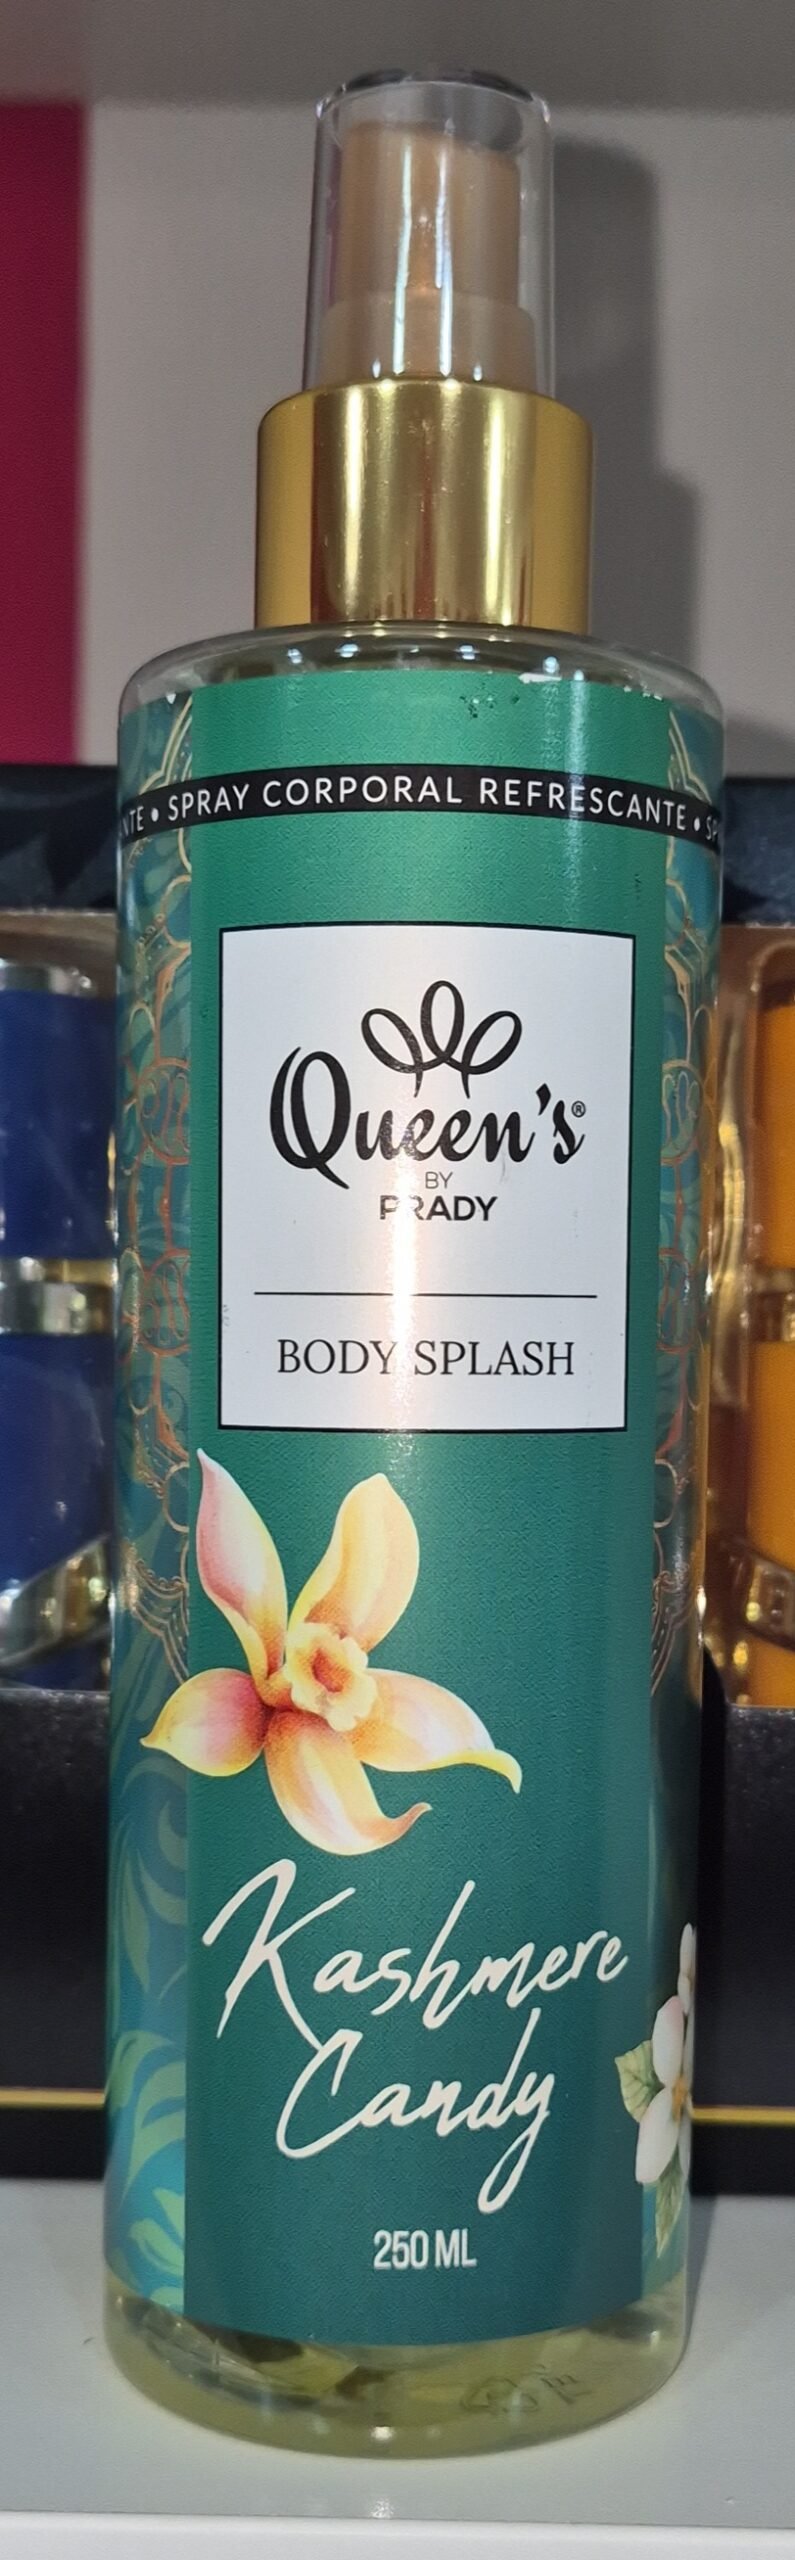 • SPRAY CORPORAL REFRESCANTE •
Queen's®
BY
PRADY
BODY SPLASH
Kashmere
Candy
250 ML